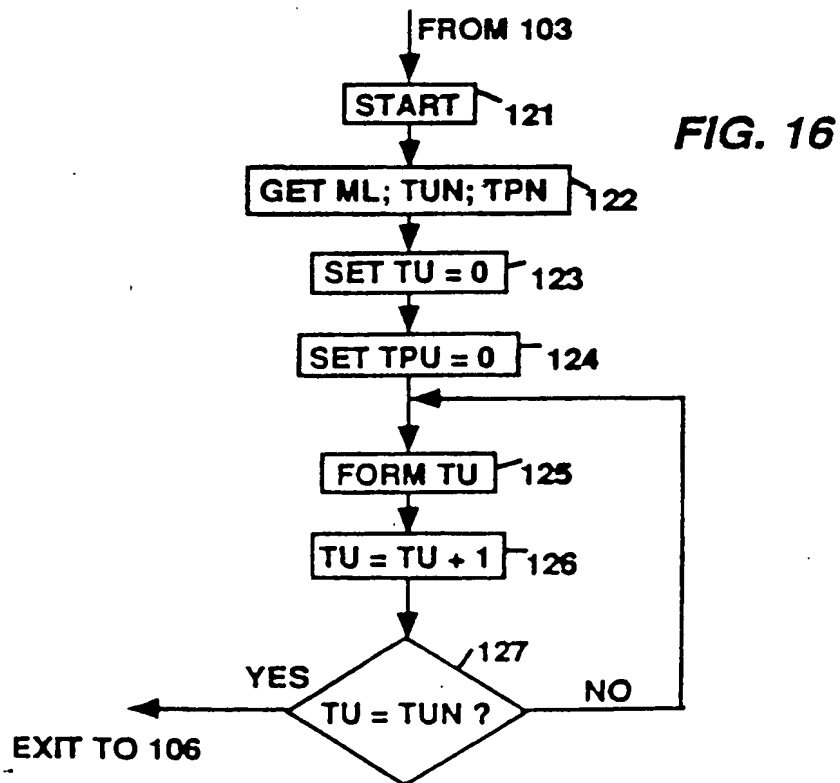 FROM 103
START 121
FIG. 16
GET ML; TUN; TPN 122
SET TU = 0 123
SET TPU = 0 124
FORM TU 125
TU = TU + 1 126
127
YES
TU = TUN ?
NO
EXIT TO 106